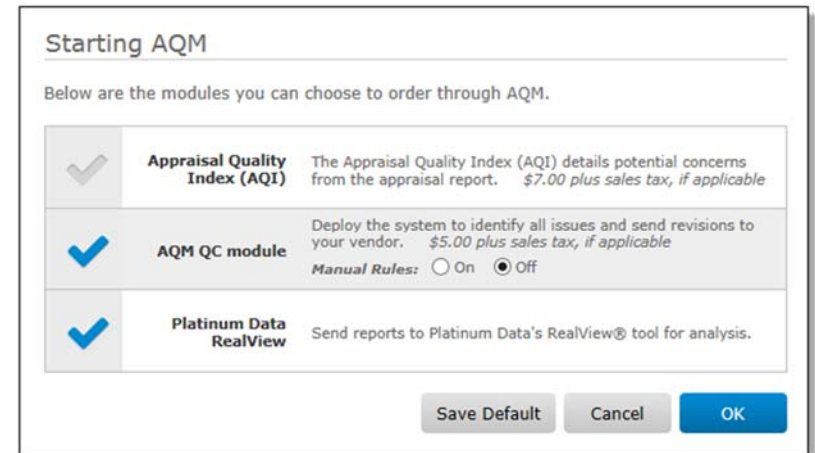 Starting AQM
Below are the modules you can choose to order through AQM.
Appraisal Quality
Index (AQI)
The Appraisal Quality Index (AQI) details potential concerns
from the appraisal report. $7.00 plus sales tax, if applicable
AQM QC module
Deploy the system to identify all issues and send revisions to
your vendor. $5.00 plus sales tax, if applicable
Manual Rules: On Off
Platinum Data
RealView
Send reports to Platinum Data's RealView® tool for analysis.
Save Default Cancel OK